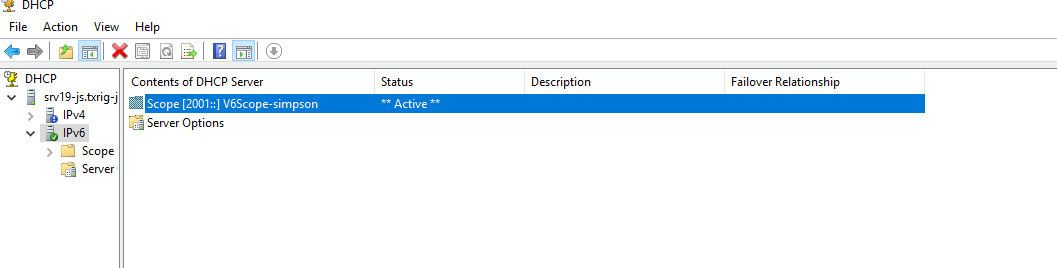 DHCP
File Action View Help
DHCP
srv19-js.txrig-j
IPv4
IPv6
Scope
Server
Contents of DHCP Server Status Description Failover Relationship
Scope [2001::] V6Scope-simpson ** Active **
Server Options